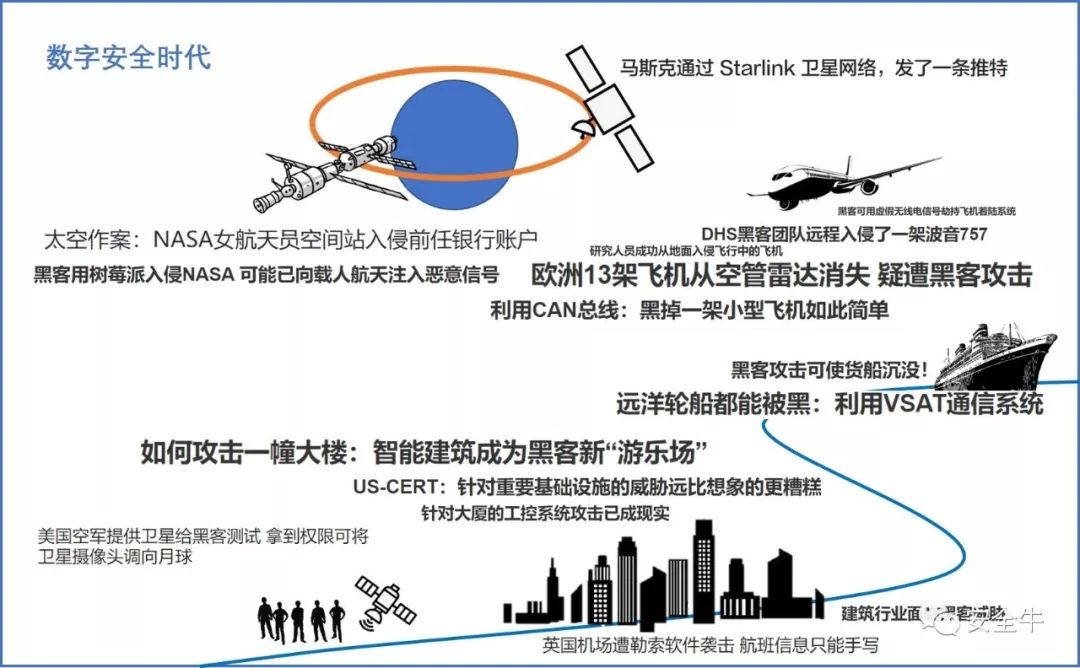 数字安全时代
马斯克通过 Starlink 卫星网络，发了一条推特
黑客可用虚假无线电信号劫持飞机着陆系统
太空作案：NASA女航天员空间站入侵前任银行账户
DHS黑客团队远程入侵了一架波音757
研究人员成功从地面入侵飞行中的飞机
黑客用树莓派入侵NASA 可能已向载人航天注入恶意信号
欧洲13架飞机从空管雷达消失 疑遭黑客攻击
利用CAN总线：黑掉一架小型飞机如此简单
黑客攻击可使货船沉没！
远洋轮船都能被黑：利用VSAT通信系统
如何攻击一幢大楼：智能建筑成为黑客新“游乐场”
US-CERT：针对重要基础设施的威胁远比想象的更糟糕
针对大厦的工控系统攻击已成现实
美国空军提供卫星给黑客测试 拿到权限可将
卫星摄像头调向月球
建筑行业面临黑客威胁
安全牛
英国机场遭勒索软件袭击 航班信息只能手写